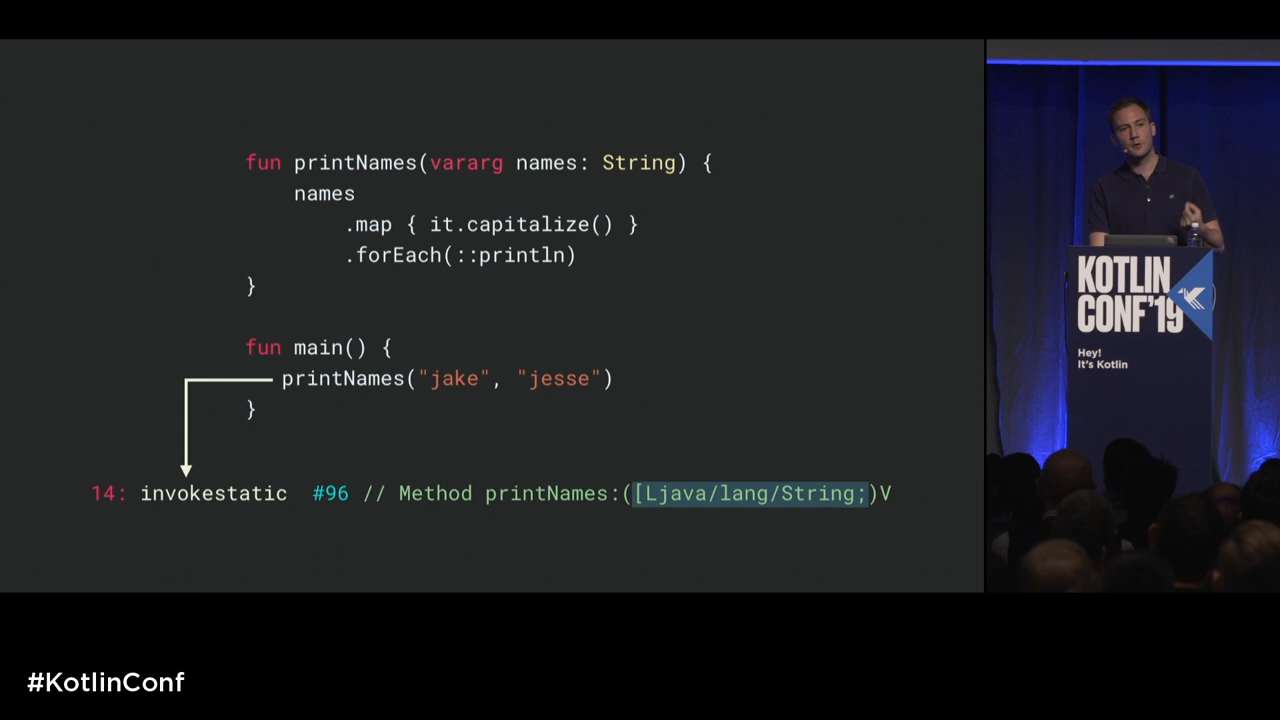 fun printNames(vararg names: String) {
names
.map { it.capitalize() }
.forEach(::println)
}
fun main() {
printNames("jake", "jesse")
}
14: invokestatic #96 // Method printNames:([Ljava/lang/String;)V
KOTLIN
CONF'19
Hey!
It's Kotlin
#KotlinConf